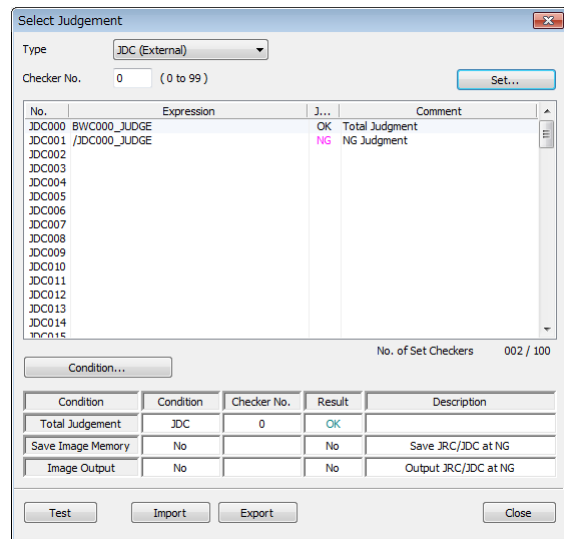 Select Judgement
Type JDC (External)
Checker No. 0 ( 0 to 99 ) Set...
No. Expression J... Comment
JDC000 BWC000_JUDGE OK Total Judgment
JDC001 /JDC000_JUDGE NG NG Judgment
JDC002
JDC003
JDC004
JDC005
JDC006
JDC007
JDC008
JDC009
JDC010
JDC011
JDC012
JDC013
JDC014
JDC015
No. of Set Checkers 002 / 100
Condition...
Condition Condition Checker No. Result Description
Total Judgement JDC 0 OK
Save Image Memory No No Save JRC/JDC at NG
Image Output No No Output JRC/JDC at NG
Test Import Export Close